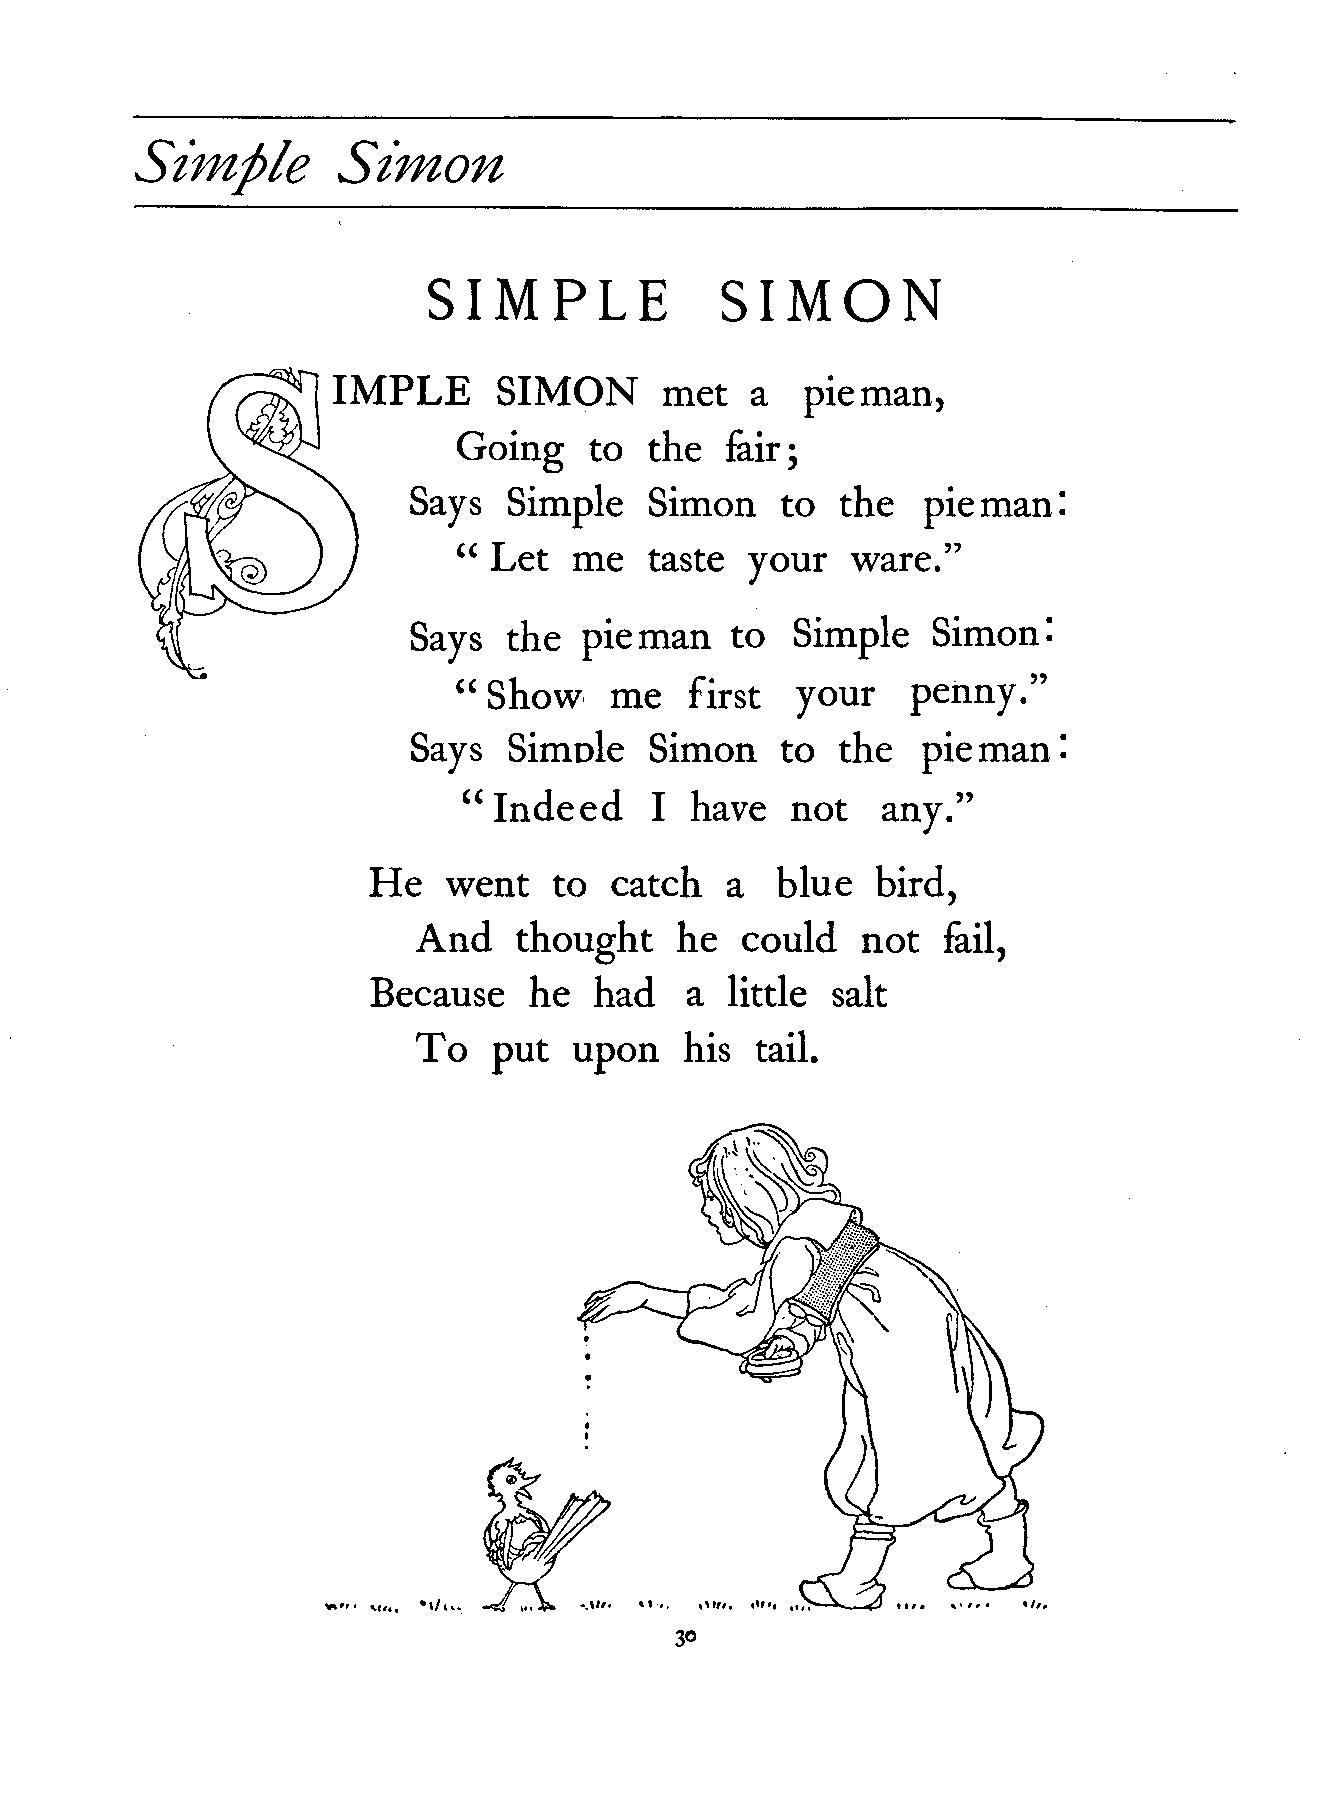 Simple Simon
SIMPLE SIMON
SIMPLE SIMON met a pieman,
Going to the fair;
Says Simple Simon to the pieman:
“Let me taste your ware.”
Says the pieman to Simple Simon:
“Show me first your penny.”
Says Simple Simon to the pieman:
“Indeed I have not any.”
He went to catch a blue bird,
And thought he could not fail,
Because he had a little salt
To put upon his tail.
30